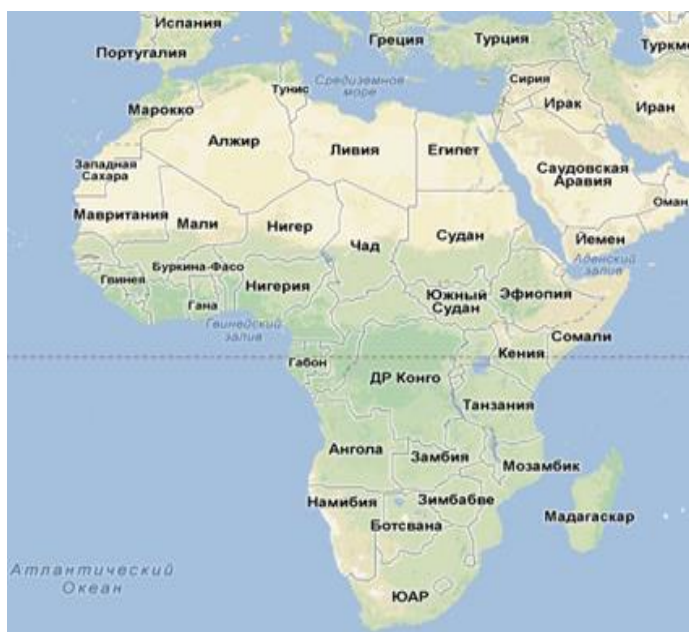 Испания
Португалия
Греция
Турция
Туркм
Средиземное
море
Сирия
Тунис
Ирак
Иран
Марокко
Алжир
Ливия
Египет
Западная
Сахара
Саудовская
Аравия
Оман
Мавритания
Мали
Нигер
Чад
Судан
Йемен
Аденский
залив
Буркина-Фасо
Гвинея
Нигерия
Гана
Южный
Судан
Эфиопия
Гвинейский
залив
Сомали
Кения
Габон
ДР Конго
Танзания
Ангола
Замбия
Мозамбик
Намибия
Зимбабве
Ботсвана
Мадагаскар
Атлантический
Океан
ЮАР